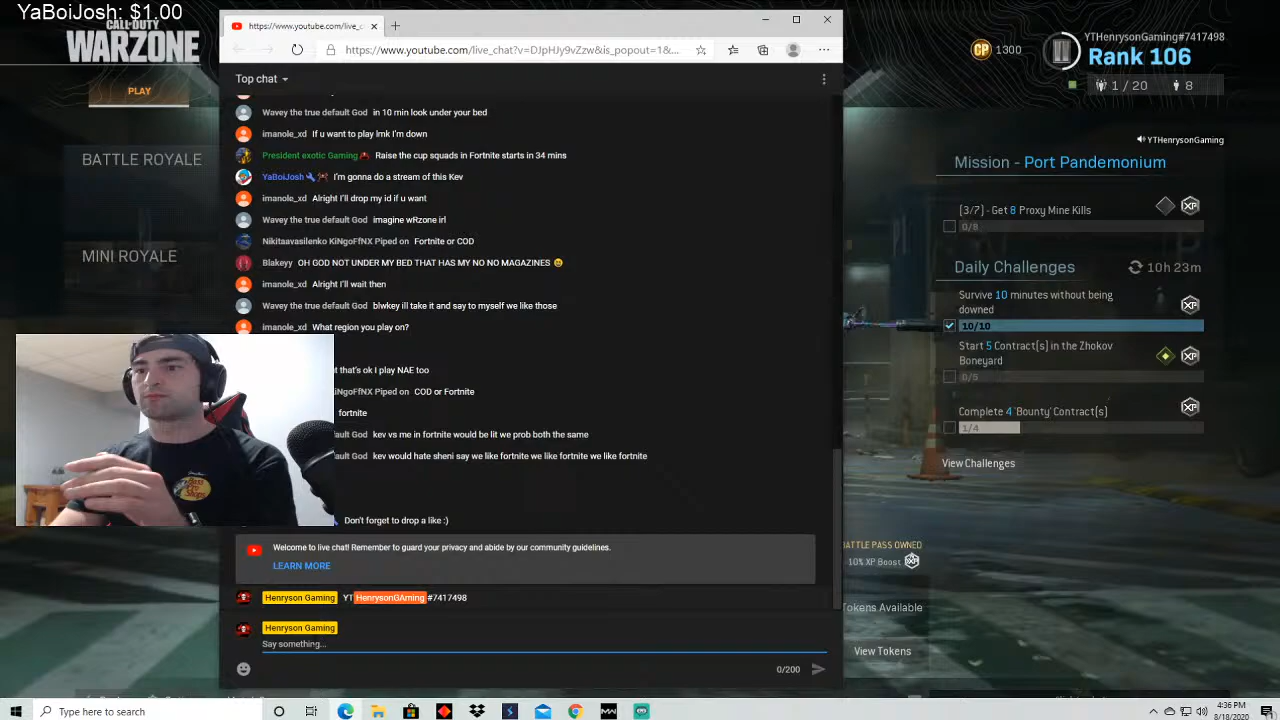 YaBoiJosh: $1.00
CALL OF DUTY
WARZONE
PLAY
BATTLE ROYALE
MINI ROYALE
https://www.youtube.com/live_c
https://www.youtube.com/live_chat?v=DJpHJy9vZzw&is_popout=1&...
Top chat
Wavey the true default God in 10 min look under your bed
imanole_xd If u want to play lmk I'm down
President exotic Gaming Raise the cup squads in Fortnite starts in 34 mins
YaBoiJosh I'm gonna do a stream of this Kev
imanole_xd Alright I'll drop my id if u want
Wavey the true default God imagine wRzone irl
Nikitaavasilenko KiNgoFfNX Piped on Fortnite or COD
Blakeyy OH GOD NOT UNDER MY BED THAT HAS MY NO NO MAGAZINES
imanole_xd Alright I'll wait then
Wavey the true default God blwkey ill take it and say to myself we like those
imanole_xd What region you play on?
t that's ok i play NAE too
iNgoFfNX Piped on COD or Fortnite
fortnite
ault God kev vs me in fortnite would be lit we prob both the same
ault God kev would hate sheni say we like fortnite we like fortnite we like fortnite
Don't forget to drop a like :)
Welcome to live chat! Remember to guard your privacy and abide by our community guidelines.
LEARN MORE
Henryson Gaming YTHenrysonGAming#7417498
Henryson Gaming
Say something...
0/200
CP 1300
YTHenrysonGaming#7417498
Rank 106
1 / 20 8
YTHenrysonGaming
Mission - Port Pandemonium
[3/7] - Get 8 Proxy Mine Kills
0/8
Daily Challenges 10h 23m
Survive 10 minutes without being
downed
10/10
Start 5 Contract(s) in the Zhokov
Boneyard
0/5
Complete 4 'Bounty' Contract(s)
1/4
View Challenges
BATTLE PASS OWNED
10% XP Boost
Tokens Available
View Tokens
Type here to search
4:36 PM
8/18/2020